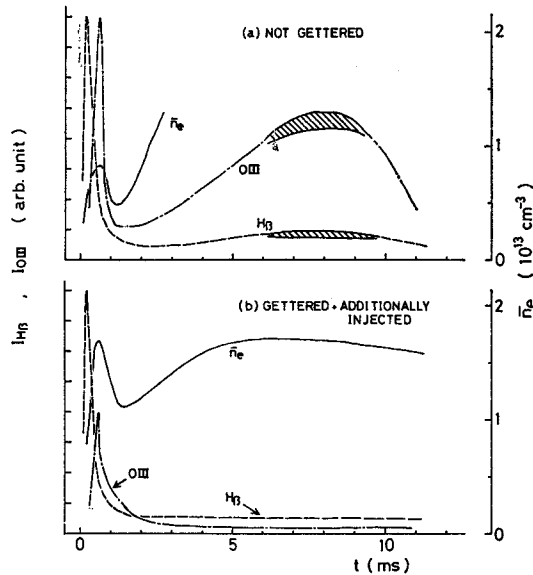 (a) NOT GETTERED
n̄e
OIII
Hβ
2
1
0
(b) GETTERED + ADDITIONALLY
INJECTED
n̄e
OIII
Hβ
2
1
0
0
5
10
t (ms)
IHβ , IOIII (arb. unit)
n̄e (10¹³ cm⁻³)